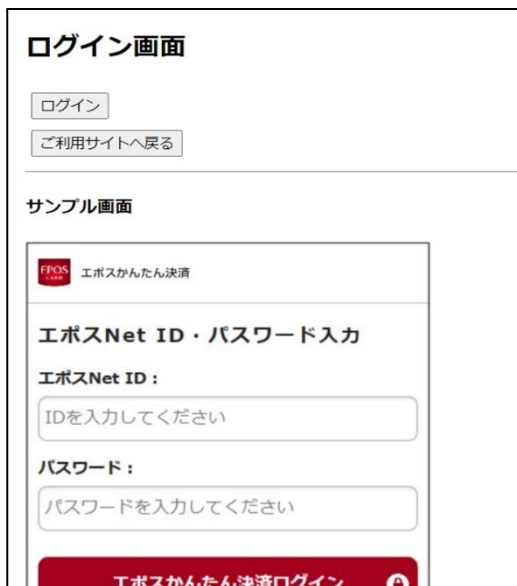 ログイン画面
ログイン
ご利用サイトへ戻る
サンプル画面
EPOS
CARD
エポスかんたん決済
エポスNet ID・パスワード入力
エポスNet ID：
IDを入力してください
パスワード：
パスワードを入力してください
エポスかんたん決済ログイン